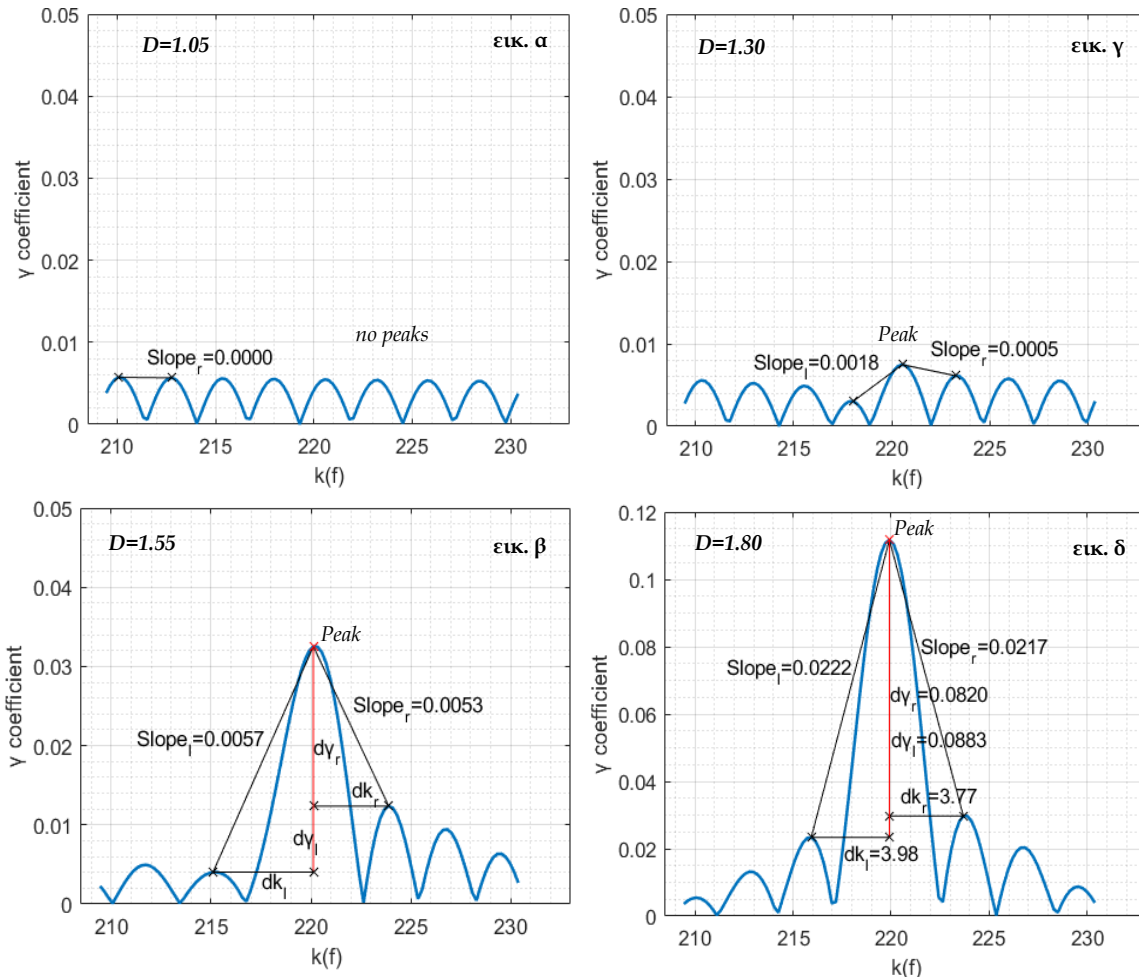 D=1.05
εικ. α
no peaks
Slope_r=0.0000
0.05
0.04
0.03
0.02
0.01
0
γ coefficient
210
215
220
225
230
k(f)
D=1.30
εικ. γ
Peak
Slope_l=0.0018
Slope_r=0.0005
0.05
0.04
0.03
0.02
0.01
0
γ coefficient
210
215
220
225
230
k(f)
D=1.55
εικ. β
Peak
Slope_r=0.0053
Slope_l=0.0057
dγ_r
dk_r
dγ_l
dk_l
0.05
0.04
0.03
0.02
0.01
0
γ coefficient
210
215
220
225
230
k(f)
D=1.80
εικ. δ
Peak
Slope_r=0.0217
Slope_l=0.0222
dγ_r=0.0820
dγ_l=0.0883
dk_r=3.77
dk_l=3.98
0.12
0.1
0.08
0.06
0.04
0.02
0
γ coefficient
210
215
220
225
230
k(f)